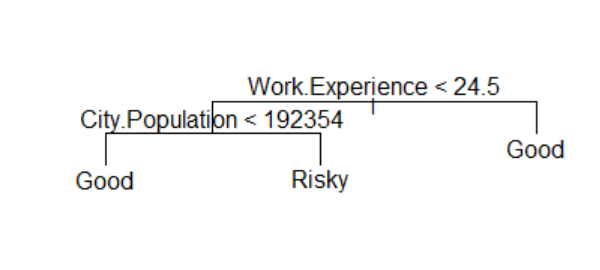 Work.Experience < 24.5
City.Population < 192354
Good
Good
Risky